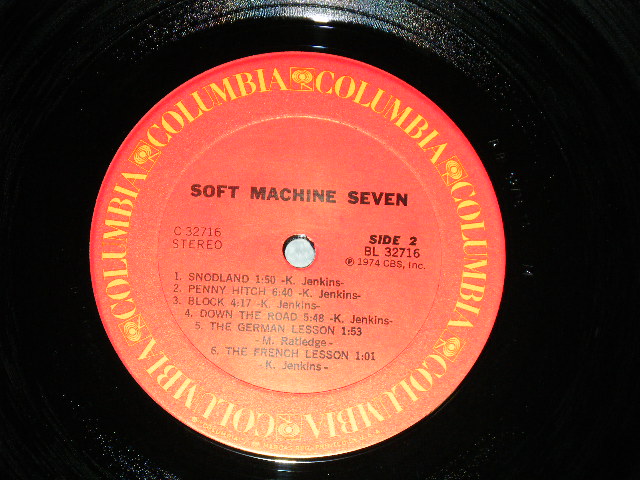 COLUMBIA COLUMBIA COLUMBIA COLUMBIA COLUMBIA COLUMBIA
SOFT MACHINE SEVEN
C 32716
STEREO
SIDE 2
BL 32716
℗ 1974 CBS, Inc.
1. SNODLAND 1:50 -K. Jenkins-
2. PENNY HITCH 6:40 -K. Jenkins-
3. BLOCK 4:17 -K. Jenkins-
4. DOWN THE ROAD 5:48 -K. Jenkins-
5. THE GERMAN LESSON 1:53
-M. Ratledge-
6. THE FRENCH LESSON 1:01
-K. Jenkins-